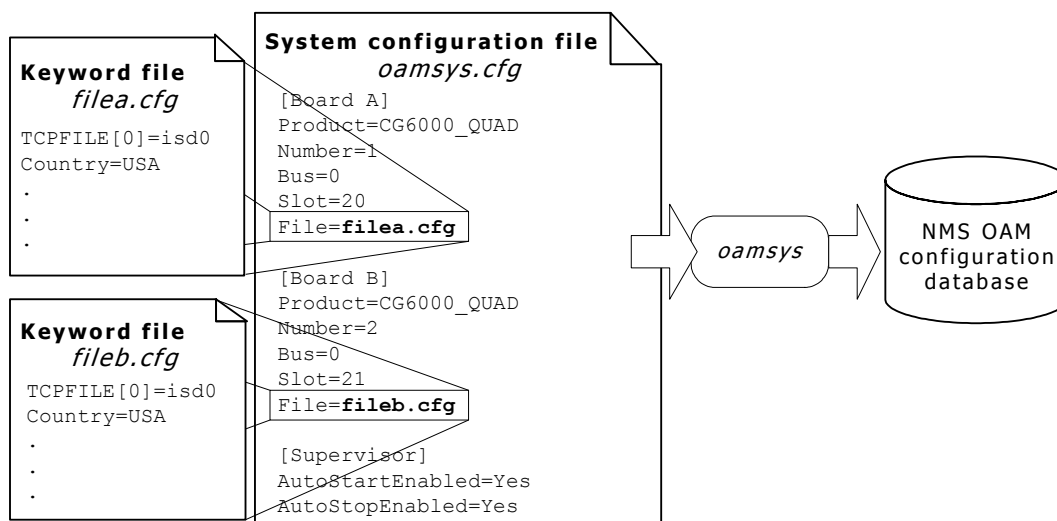 Keyword file
filea.cfg
TCPFILE[0]=isd0
Country=USA
.
.
.
Keyword file
fileb.cfg
TCPFILE[0]=isd0
Country=USA
.
.
.
System configuration file
oamsys.cfg
[Board A]
Product=CG6000_QUAD
Number=1
Bus=0
Slot=20
File=filea.cfg
[Board B]
Product=CG6000_QUAD
Number=2
Bus=0
Slot=21
File=fileb.cfg
[Supervisor]
AutoStartEnabled=Yes
AutoStopEnabled=Yes
oamsys
NMS OAM
configuration
database